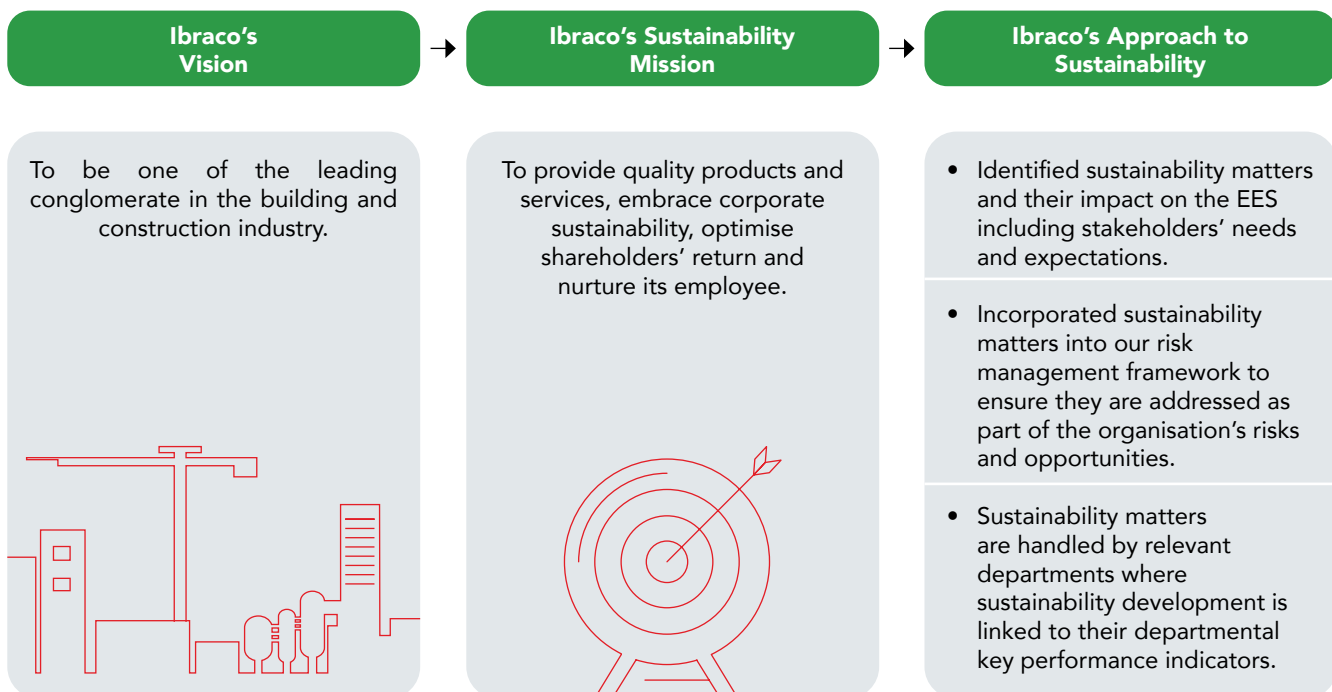 Ibraco’s
Vision
Ibraco’s Sustainability
Mission
Ibraco’s Approach to
Sustainability
To be one of the leading
conglomerate in the building and
construction industry.
To provide quality products and
services, embrace corporate
sustainability, optimise
shareholders’ return and
nurture its employee.
• Identified sustainability matters
and their impact on the EES
including stakeholders’ needs
and expectations.
• Incorporated sustainability
matters into our risk
management framework to
ensure they are addressed as
part of the organisation’s risks
and opportunities.
• Sustainability matters
are handled by relevant
departments where
sustainability development is
linked to their departmental
key performance indicators.